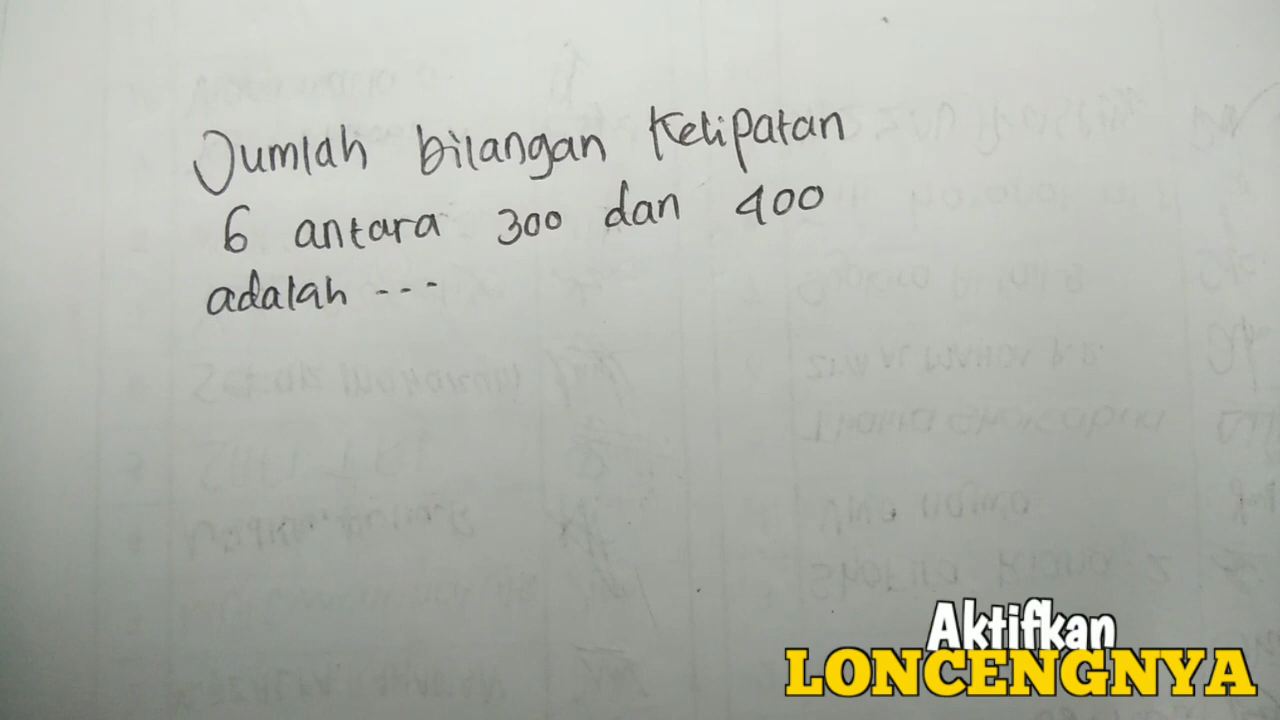 Jumlah bilangan Kelipatan
6 antara 300 dan 400
adalah ---
Aktifkan
LONCENGNYA